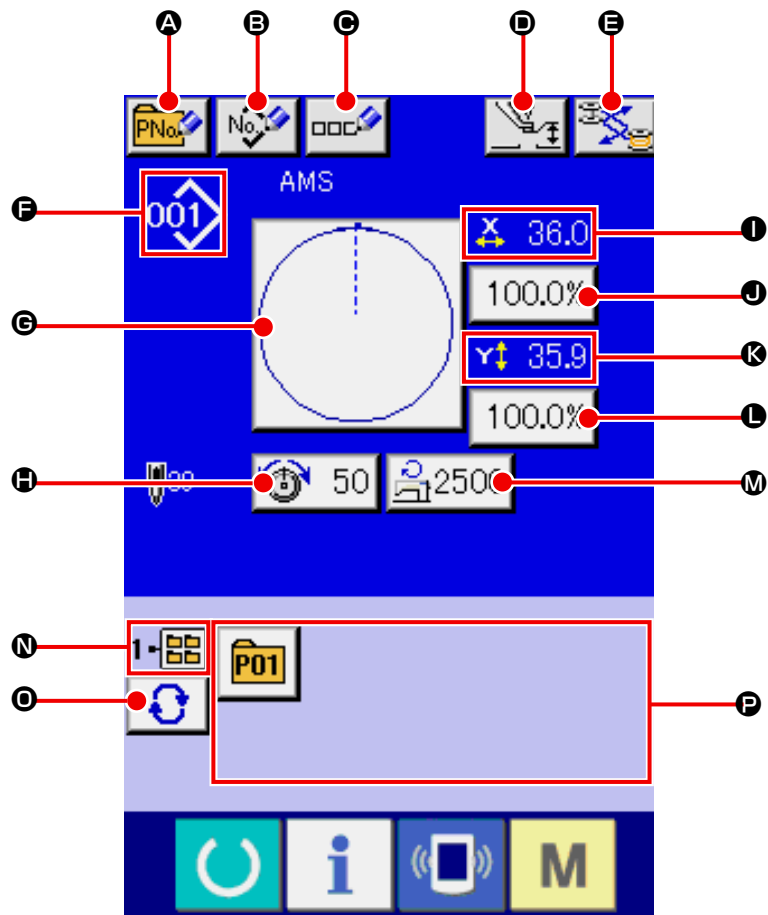 A B C D E
PNo. No.
F 001 AMS X 36.0 I
100.0% J
G Y 35.9 K
100.0% L
H 50 2500 M
N 1
P01
O P
i M